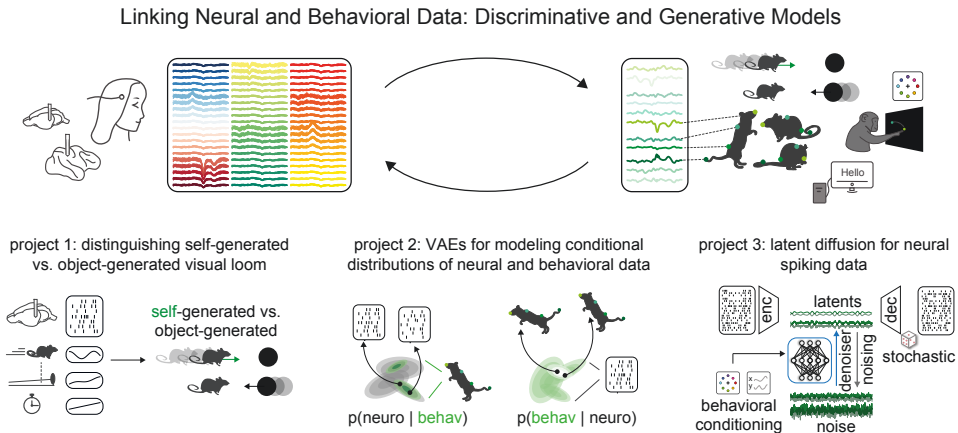 Linking Neural and Behavioral Data: Discriminative and Generative Models
Hello
project 1: distinguishing self-generated
vs. object-generated visual loom
self-generated vs.
object-generated
project 2: VAEs for modeling conditional
distributions of neural and behavioral data
p(neuro | behav)
p(behav | neuro)
project 3: latent diffusion for neural
spiking data
enc
latents
dec
stochastic
denoiser
noising
x
y
behavioral
conditioning
noise